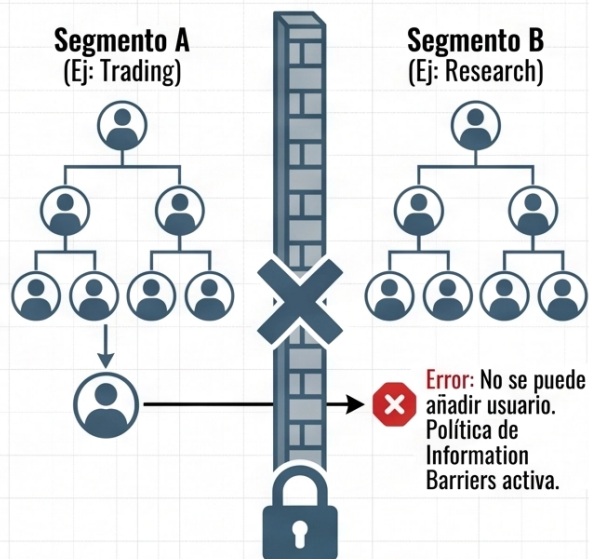 Segmento A
(Ej: Trading)
Segmento B
(Ej: Research)
Error: No se puede
añadir usuario.
Política de
Information
Barriers activa.